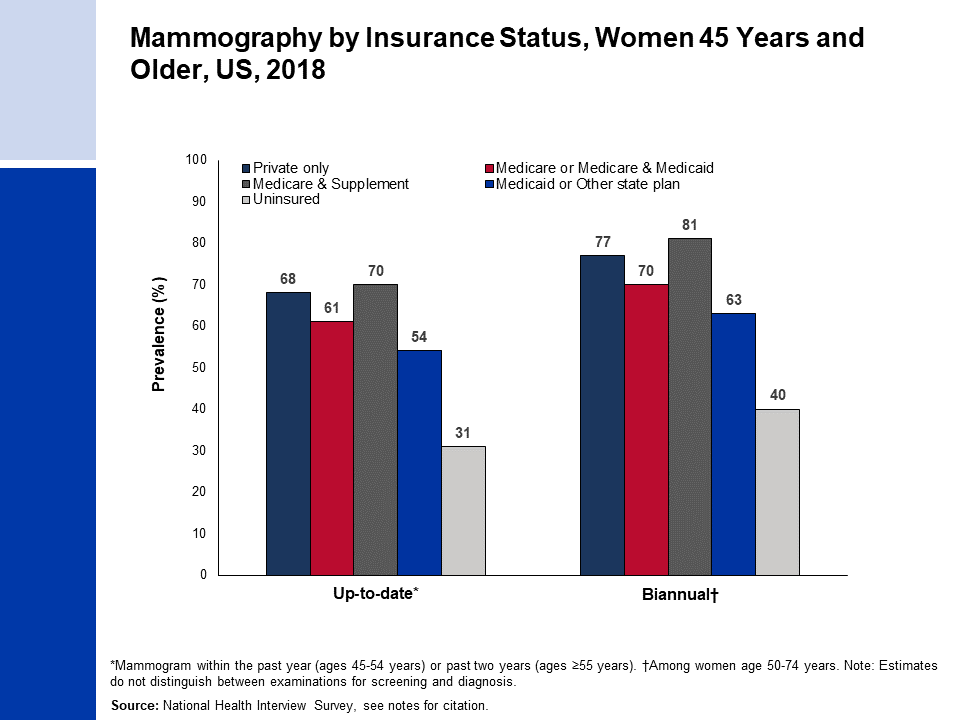 Mammography by Insurance Status, Women 45 Years and
Older, US, 2018
Prevalence (%)
100
90
80
70
60
50
40
30
20
10
0
Private only
Medicare or Medicare & Medicaid
Medicare & Supplement
Medicaid or Other state plan
Uninsured
68
61
70
54
31
77
70
81
63
40
Up-to-date*
Biannual†
*Mammogram within the past year (ages 45-54 years) or past two years (ages ≥55 years). †Among women age 50-74 years. Note: Estimates
do not distinguish between examinations for screening and diagnosis.
Source: National Health Interview Survey, see notes for citation.